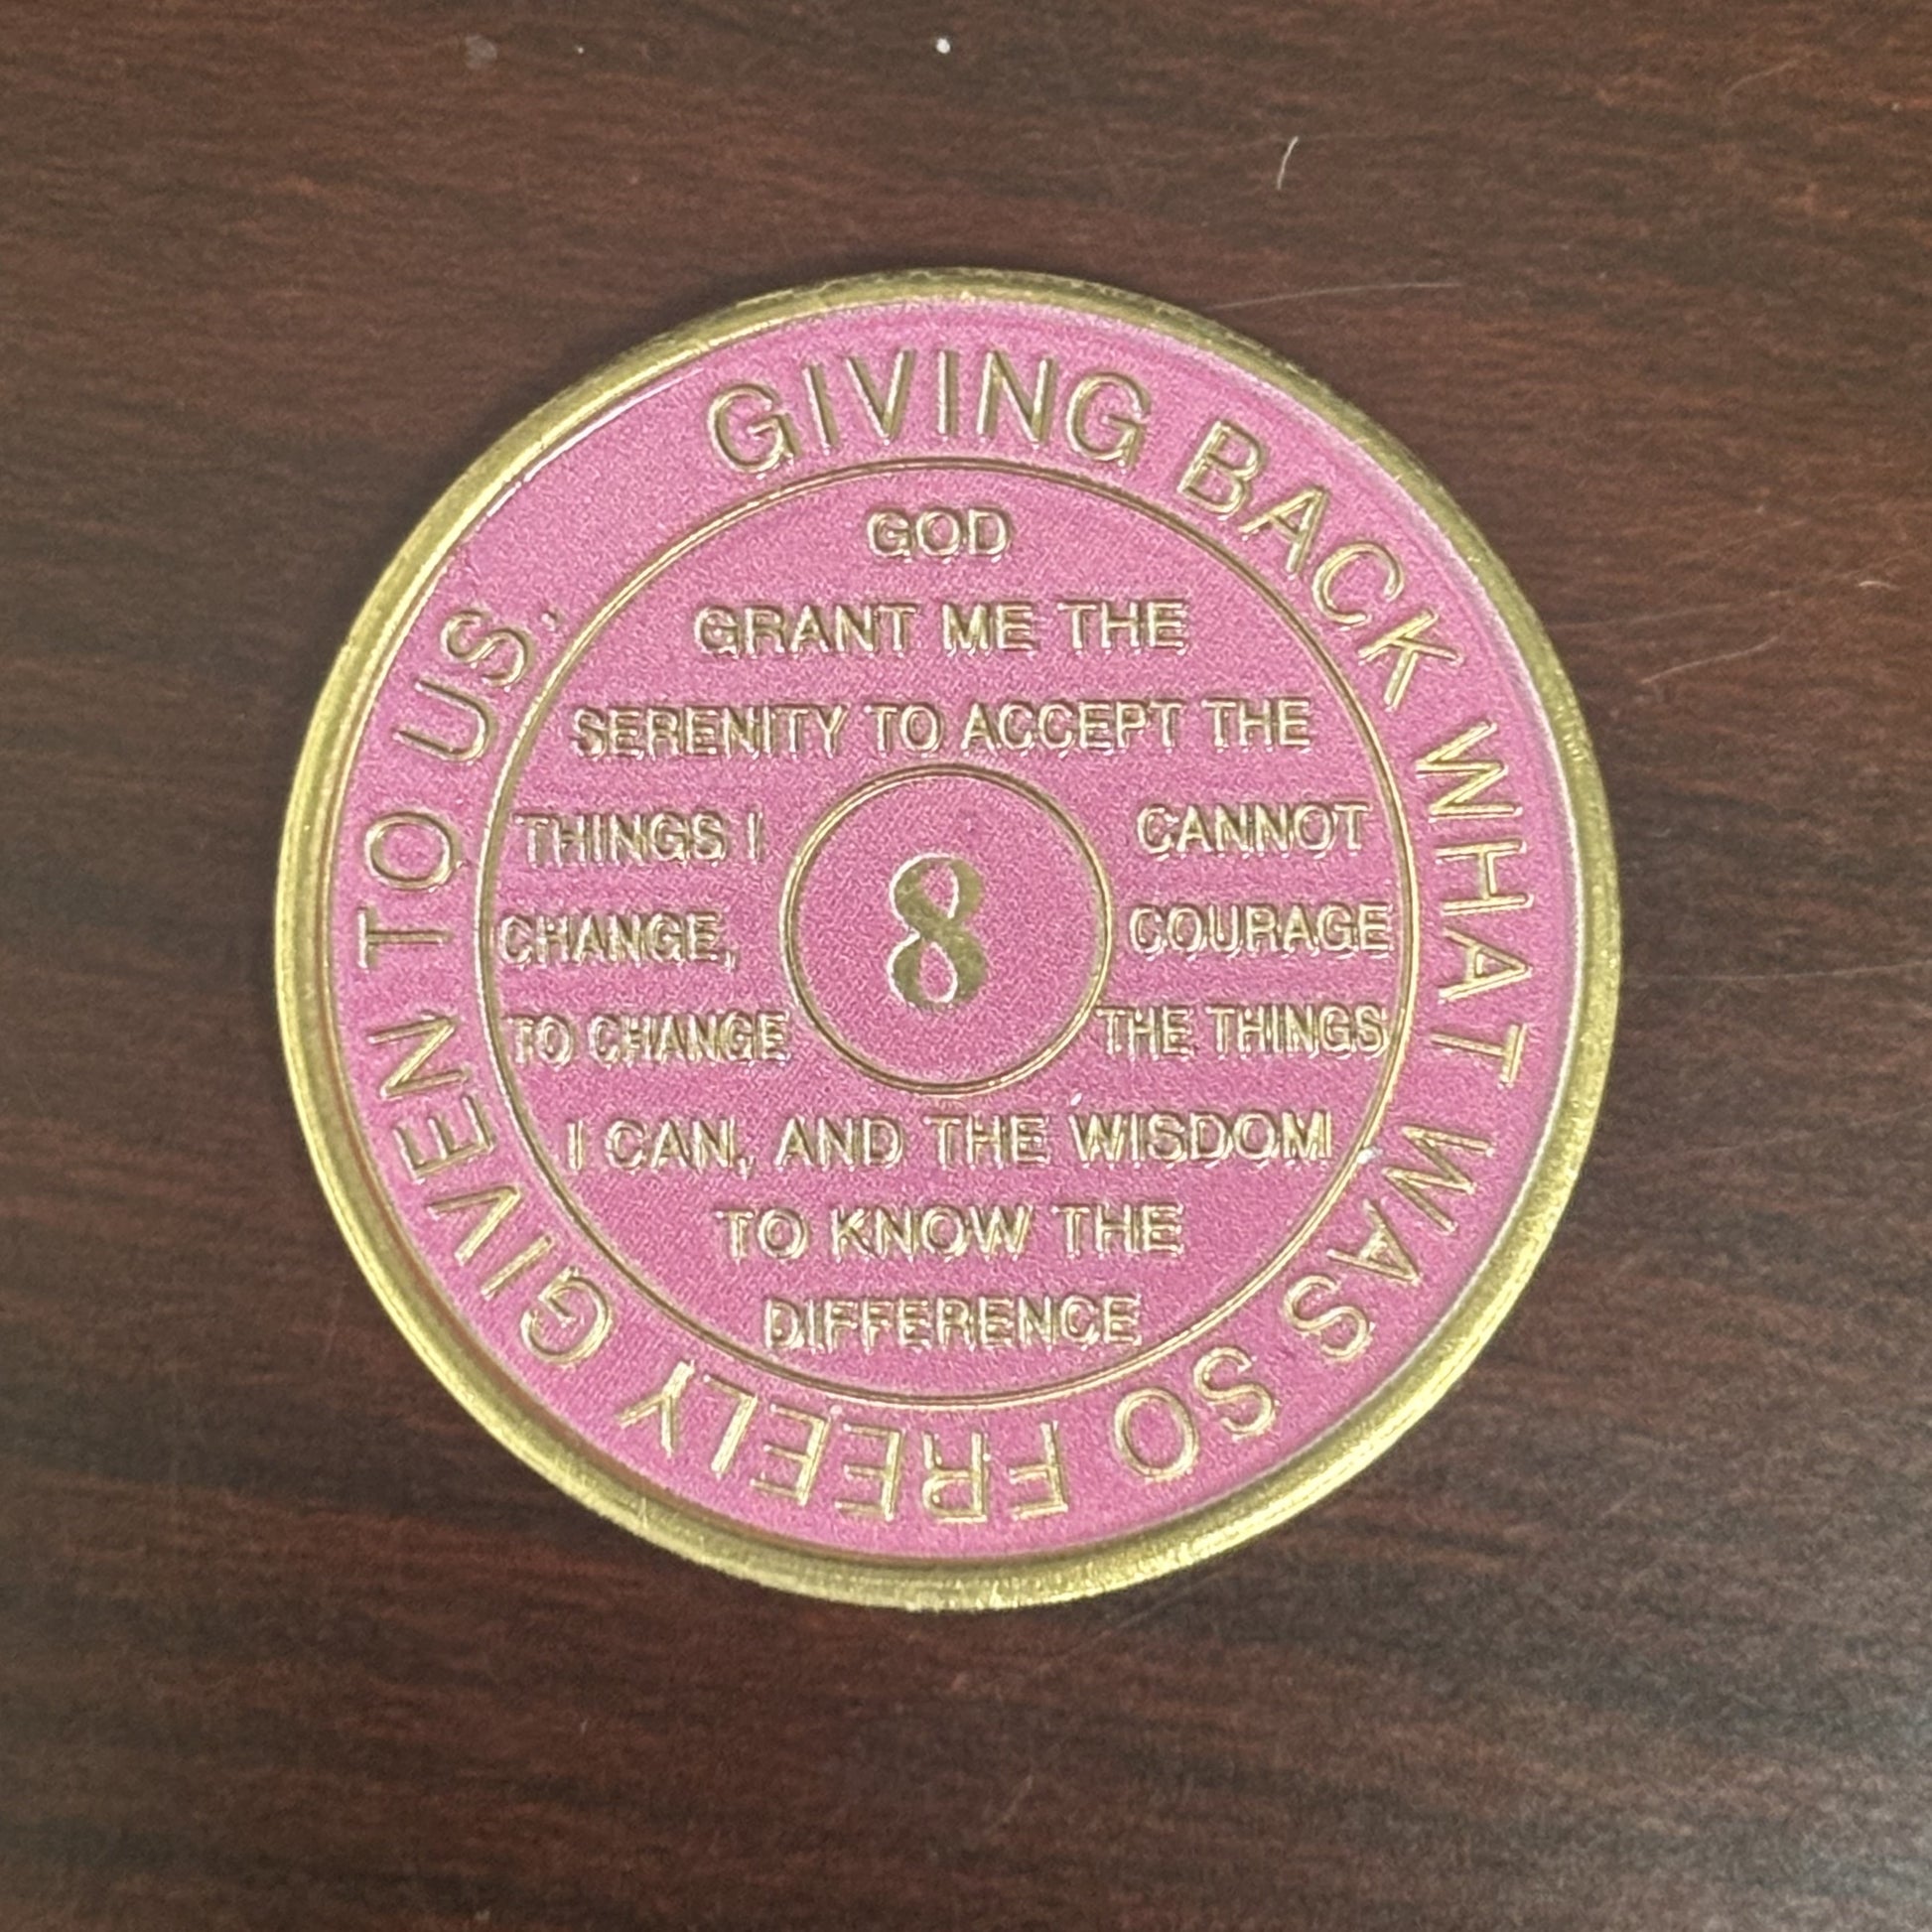 GIVING BACK WHAT WAS SO FREELY GIVEN TO US.
GOD
GRANT ME THE
SERENITY TO ACCEPT THE
THINGS I CANNOT
8
CHANGE, COURAGE
TO CHANGE THE THINGS
I CAN, AND THE WISDOM
TO KNOW THE
DIFFERENCE